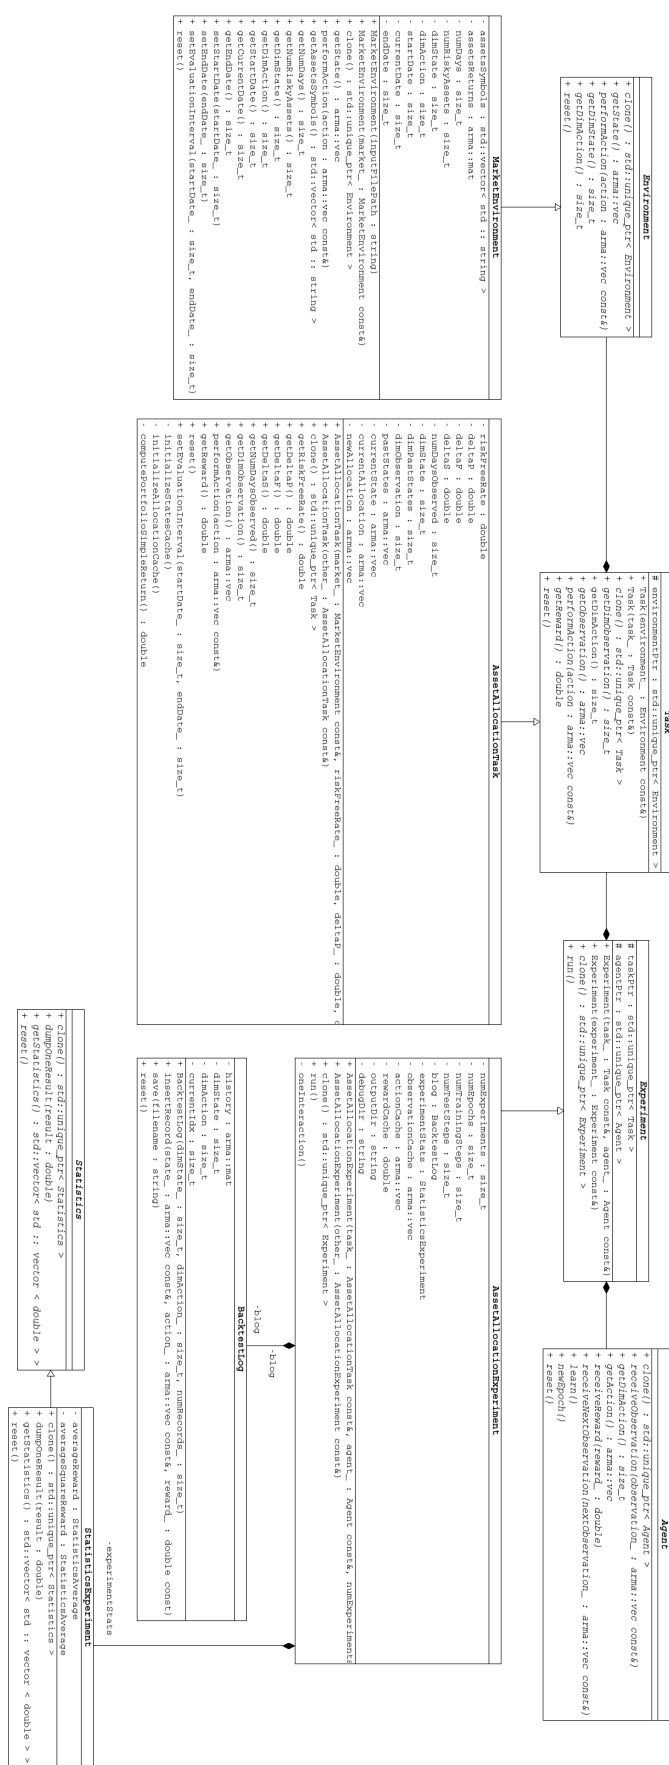 Environment
+ clone() : std::unique_ptr< Environment >
+ getState() : arma::vec
+ performAction(action : arma::vec const&)
+ getDimState() : size_t
+ getDimAction() : size_t
+ reset()
Task
# environmentPtr : std::unique_ptr< Environment >
+ Task(environment_ : Environment const&)
+ Task(task_ : Task const&)
+ clone() : std::unique_ptr< Task >
+ getDimObservation() : size_t
+ getDimAction() : size_t
+ getObservation() : arma::vec
+ performAction(action : arma::vec const&)
+ getReward() : double
+ reset()
Experiment
# taskPtr : std::unique_ptr< Task >
# agentPtr : std::unique_ptr< Agent >
+ Experiment(task_ : Task const&, agent_ : Agent const&)
+ Experiment(experiment_ : Experiment const&)
+ clone() : std::unique_ptr< Experiment >
+ run()
Agent
+ clone() : std::unique_ptr< Agent >
+ receiveObservation(observation_ : arma::vec const&)
+ getDimAction() : size_t
+ getAction() : arma::vec
+ receiveReward(reward_ : double)
+ receiveNextObservation(nextObservation_ : arma::vec const&)
+ learn()
+ newEpoch()
+ reset()
MarketEnvironment
- assetsSymbols : std::vector< std :: string >
- assetsReturns : arma::mat
- numDays : size_t
- numRiskyAssets : size_t
- dimState : size_t
- dimAction : size_t
- startDate : size_t
- currentDate : size_t
- endDate : size_t
+ MarketEnvironment(inputFilePath : string)
+ MarketEnvironment(market_ : MarketEnvironment const&)
+ clone() : std::unique_ptr< Environment >
+ getState() : arma::vec
+ performAction(action : arma::vec const&)
+ getAssetsSymbols() : std::vector< std :: string >
+ getNumDays() : size_t
+ getNumRiskyAssets() : size_t
+ getDimState() : size_t
+ getDimAction() : size_t
+ getStartDate() : size_t
+ getCurrentDate() : size_t
+ getEndDate() : size_t
+ setStartDate(startDate_ : size_t)
+ setEndDate(endDate_ : size_t)
+ setEvaluationInterval(startDate_ : size_t, endDate_ : size_t)
+ reset()
AssetAllocationTask
- riskFreeRate : double
- deltaP : double
- deltaF : double
- deltaS : double
- numDaysObserved : size_t
- dimState : size_t
- dimPastStates : size_t
- dimObservation : size_t
- pastStates : arma::vec
- currentState : arma::vec
- currentAllocation : arma::vec
- newAllocation : arma::vec
+ AssetAllocationTask(market_ : MarketEnvironment const&, riskFreeRate_ : double, deltaP_ : double, d
+ AssetAllocationTask(other_ : AssetAllocationTask const&)
+ clone() : std::unique_ptr< Task >
+ getRiskFreeRate() : double
+ getDeltaP() : double
+ getDeltaF() : double
+ getDeltaS() : double
+ getNumDaysObserved() : size_t
+ getDimObservation() : size_t
+ getObservation() : arma::vec
+ performAction(action : arma::vec const&)
+ getReward() : double
+ reset()
+ setEvaluationInterval(startDate_ : size_t, endDate_ : size_t)
- initializeStatesCache()
- initializeAllocationCache()
- computePortfolioSimpleReturn() : double
AssetAllocationExperiment
- numExperiments : size_t
- numEpochs : size_t
- numTrainingSteps : size_t
- numTestSteps : size_t
- blog : BacktestLog
- experimentStats : StatisticsExperiment
- observationCache : arma::vec
- actionCache : arma::vec
- rewardCache : double
- outputDir : string
- debugDir : string
+ AssetAllocationExperiment(task_ : AssetAllocationTask const&, agent_ : Agent const&, numExperiments
+ AssetAllocationExperiment(other_ : AssetAllocationExperiment const&)
+ clone() : std::unique_ptr< Experiment >
+ run()
- oneInteraction()
-blog
-blog
-experimentStats
BacktestLog
- history : arma::mat
- dimState : size_t
- dimAction : size_t
- currentIdx : size_t
+ BacktestLog(dimState_ : size_t, dimAction_ : size_t, numRecords_ : size_t)
+ insertRecord(state_ : arma::vec const&, action_ : arma::vec const&, reward_ : double const)
+ save(filename : string)
+ reset()
Statistics
+ clone() : std::unique_ptr< Statistics >
+ dumpOneResult(result : double)
+ getStatistics() : std::vector< std :: vector < double > >
+ reset()
StatisticsExperiment
- averageReward : StatisticsAverage
- averageSquareReward : StatisticsAverage
+ clone() : std::unique_ptr< Statistics >
+ dumpOneResult(result : double)
+ getStatistics() : std::vector< std :: vector < double > >
+ reset()